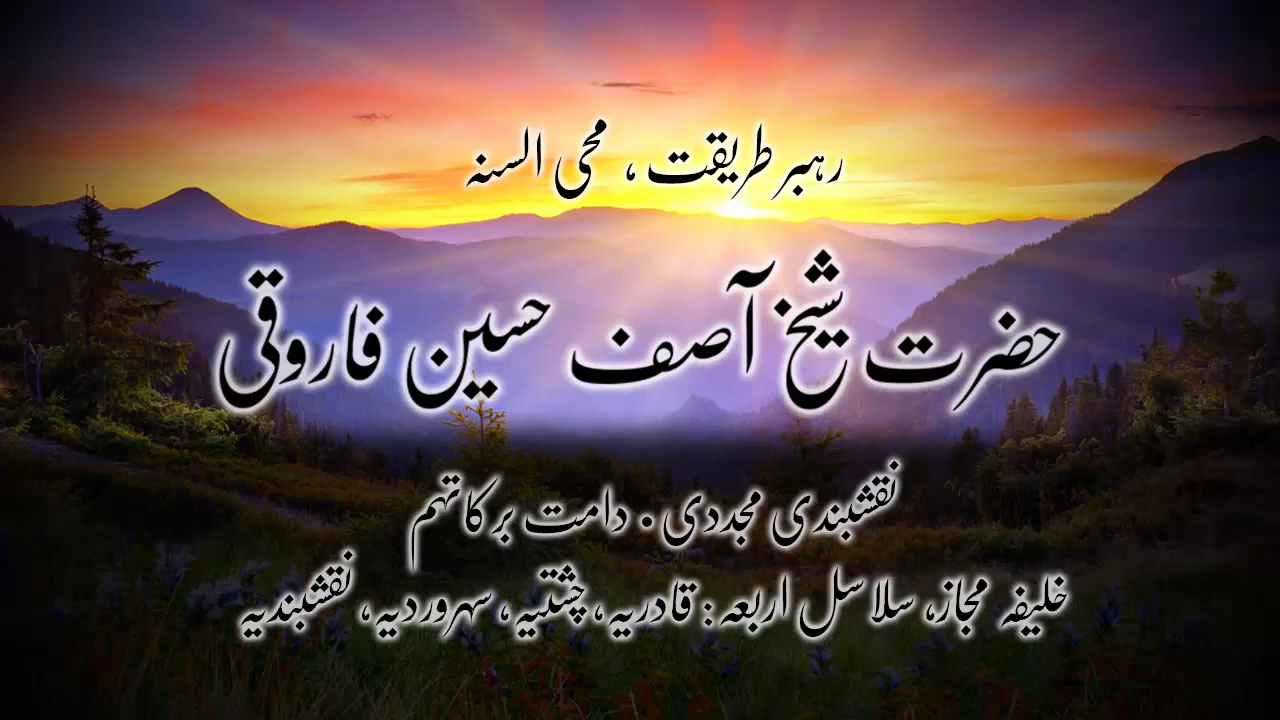 رہبر طریقت، محی السنہ
حضرت شیخ آصف حسین فاروقی
نقشبندی مجددی۔ دامت برکاتہم
خلیفہ مجاز، سلاسل اربعہ: قادریہ، چشتیہ، سہروردیہ، نقشبندیہ